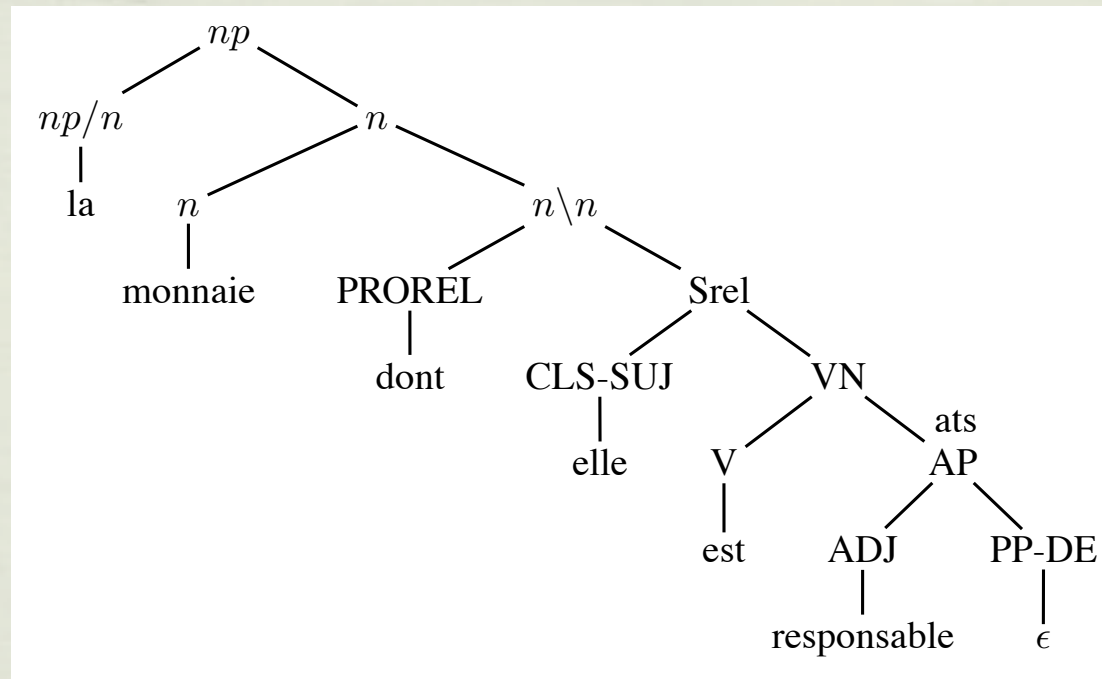 np
np/n n
la n n\n
monnaie PROREL Srel
dont CLS-SUJ VN
ats
elle V AP
est ADJ PP-DE
responsable ϵ